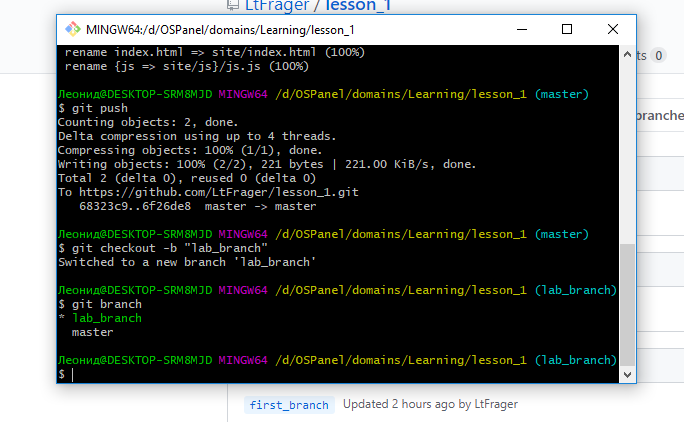 LtFrager / lesson_1
MINGW64:/d/OSPanel/domains/Learning/lesson_1
rename index.html => site/index.html (100%)
rename {js => site/js}/js.js (100%)
ts 0
Леонид@DESKTOP-SRM8MJD MINGW64 /d/OSPanel/domains/Learning/lesson_1 (master)
$ git push
Counting objects: 2, done.
branche
Delta compression using up to 4 threads.
Compressing objects: 100% (1/1), done.
Writing objects: 100% (2/2), 221 bytes | 221.00 KiB/s, done.
Total 2 (delta 0), reused 0 (delta 0)
To https://github.com/LtFrager/lesson_1.git
68323c9..6f26de8  master -> master
Леонид@DESKTOP-SRM8MJD MINGW64 /d/OSPanel/domains/Learning/lesson_1 (master)
$ git checkout -b "lab_branch"
Switched to a new branch 'lab_branch'
Леонид@DESKTOP-SRM8MJD MINGW64 /d/OSPanel/domains/Learning/lesson_1 (lab_branch)
$ git branch
* lab_branch
master
Леонид@DESKTOP-SRM8MJD MINGW64 /d/OSPanel/domains/Learning/lesson_1 (lab_branch)
$
first_branch Updated 2 hours ago by LtFrager